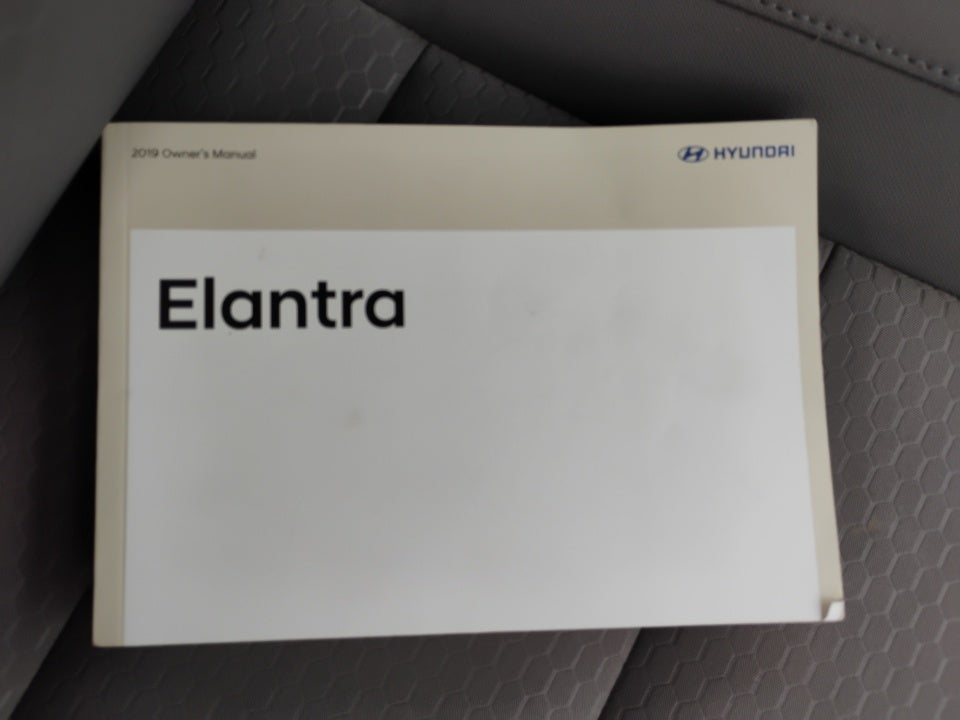 2019 Owner's Manual
HYUNDAI
Elantra